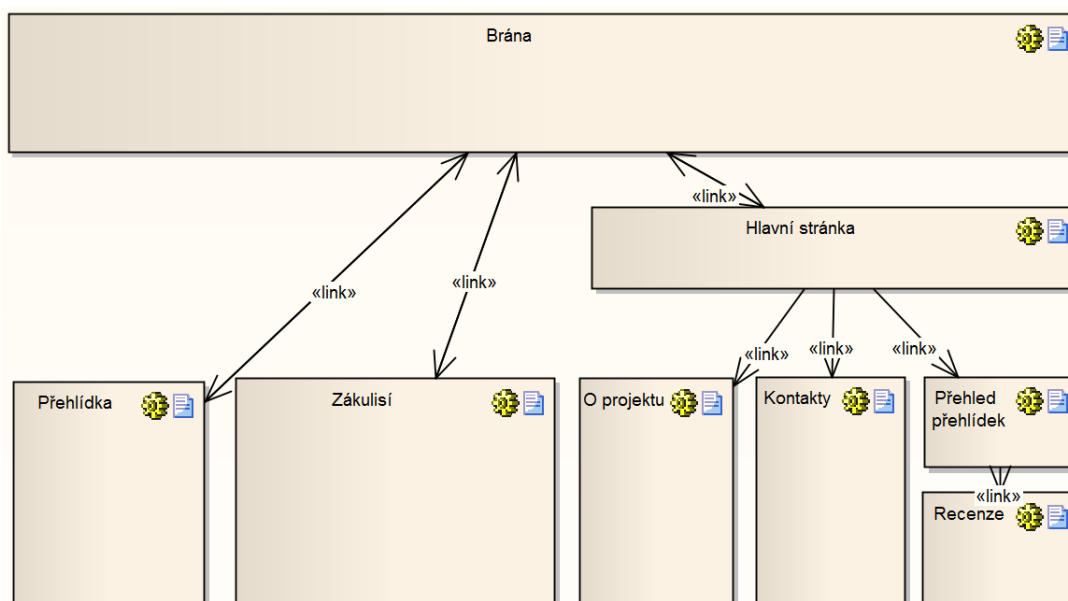 Brána
«link»
Hlavní stránka
«link»
«link»
«link»
«link»
«link»
Přehlídka
Zákulisí
O projektu
Kontakty
Přehled
přehlídek
«link»
Recenze